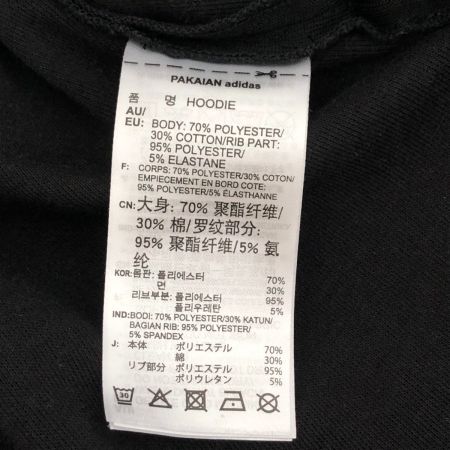 PAKAIAN adidas
품 명 HOODIE
AU/
EU: BODY: 70% POLYESTER/
30% COTTON/RIB PART:
95% POLYESTER/
5% ELASTANE
F: CORPS: 70% POLYESTER/30% COTON/
EMPIECEMENT EN BORD COTE:
95% POLYESTER/5% ÉLASTHANNE
CN: 大身: 70% 聚酯纤维/
30% 棉/罗纹部分:
95% 聚酯纤维/5% 氨
纶
KOR: 몸판: 폴리에스터 70%
면 30%
리브부분: 폴리에스터 95%
폴리우레탄 5%
IND: BODI: 70% POLYESTER/30% KATUN/
BAGIAN RIB: 95% POLYESTER/
5% SPANDEX
J: 本体 ポリエステル 70%
綿 30%
リブ部分 ポリエステル 95%
ポリウレタン 5%
30